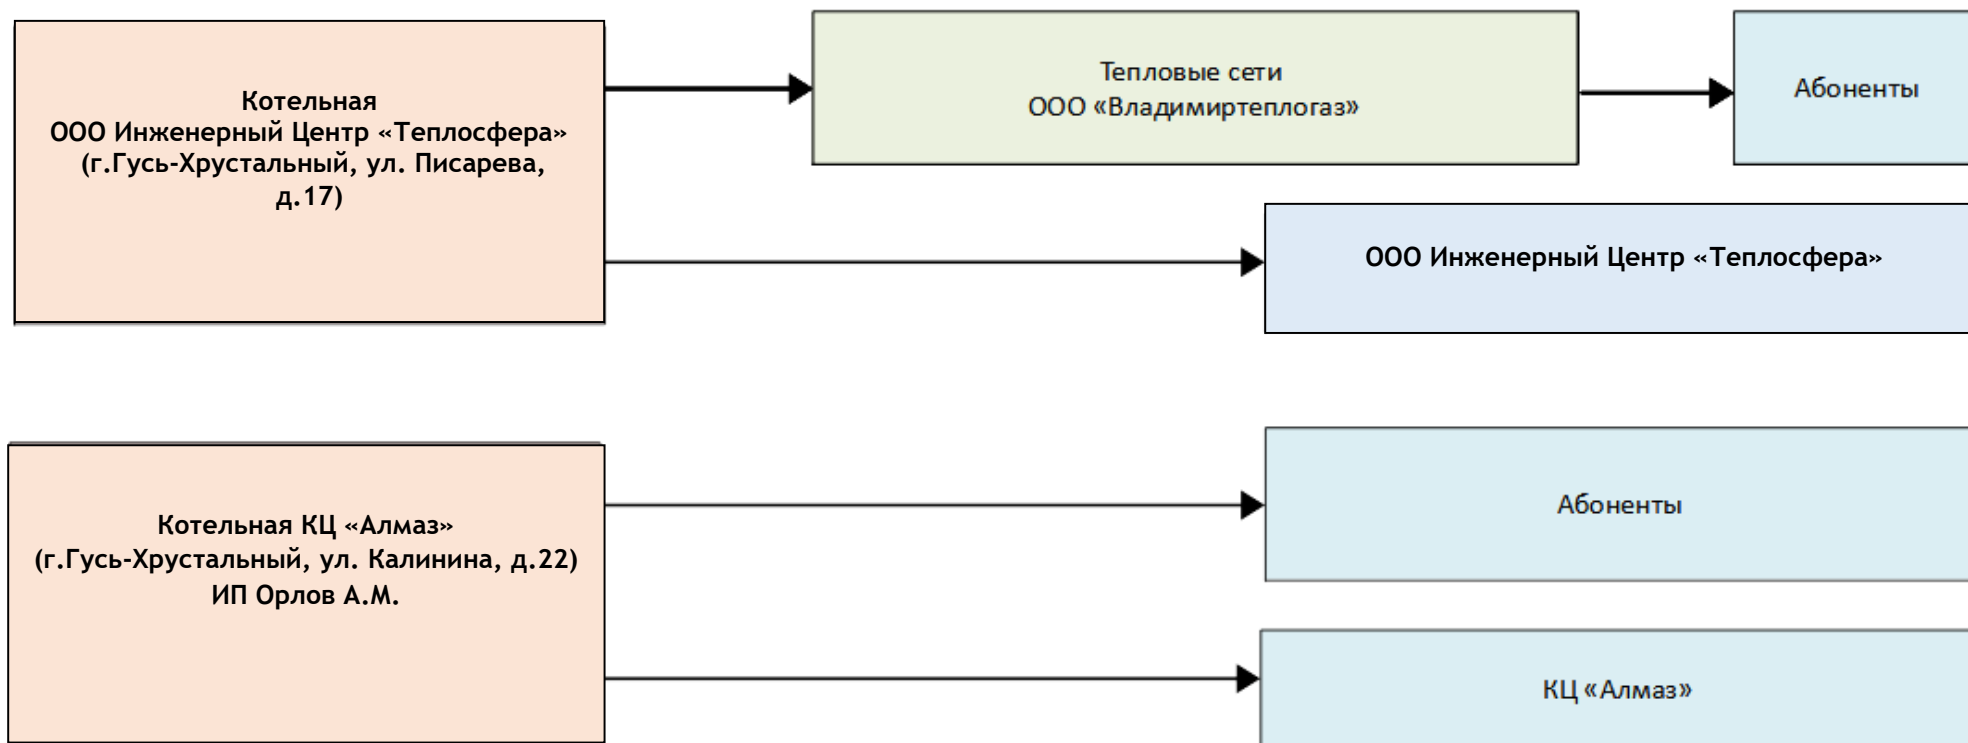 Котельная
ООО Инженерный Центр «Теплосфера»
(г.Гусь-Хрустальный, ул. Писарева,
д.17)
Тепловые сети
ООО «Владимиртеплогаз»
Абоненты
ООО Инженерный Центр «Теплосфера»
Котельная КЦ «Алмаз»
(г.Гусь-Хрустальный, ул. Калинина, д.22)
ИП Орлов А.М.
Абоненты
КЦ «Алмаз»